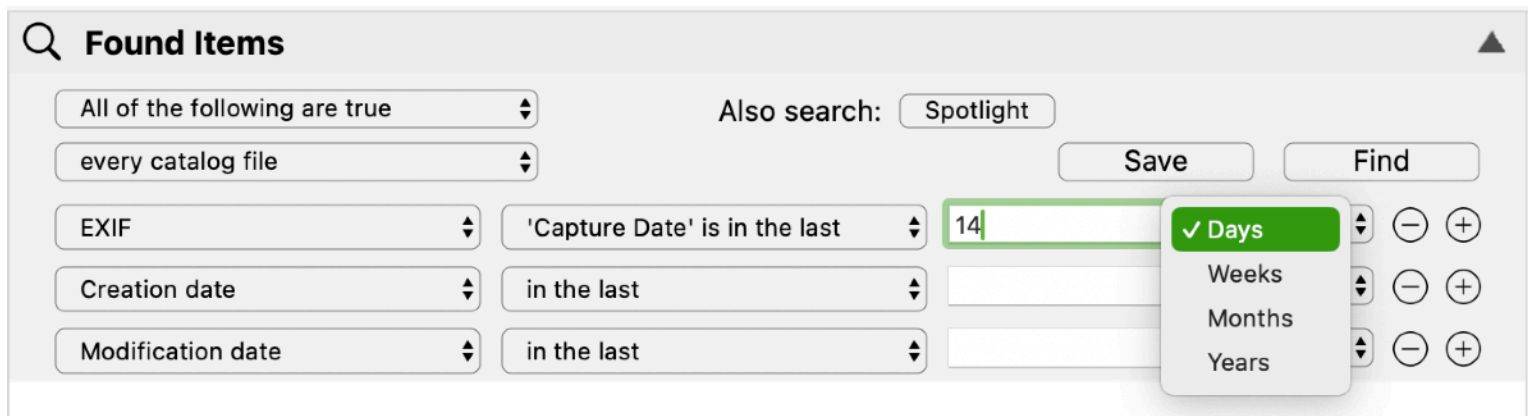 Found Items
All of the following are true Also search: Spotlight
every catalog file Save Find
EXIF 'Capture Date' is in the last 14 ✓ Days
Weeks
Creation date in the last
Months
Modification date in the last
Years